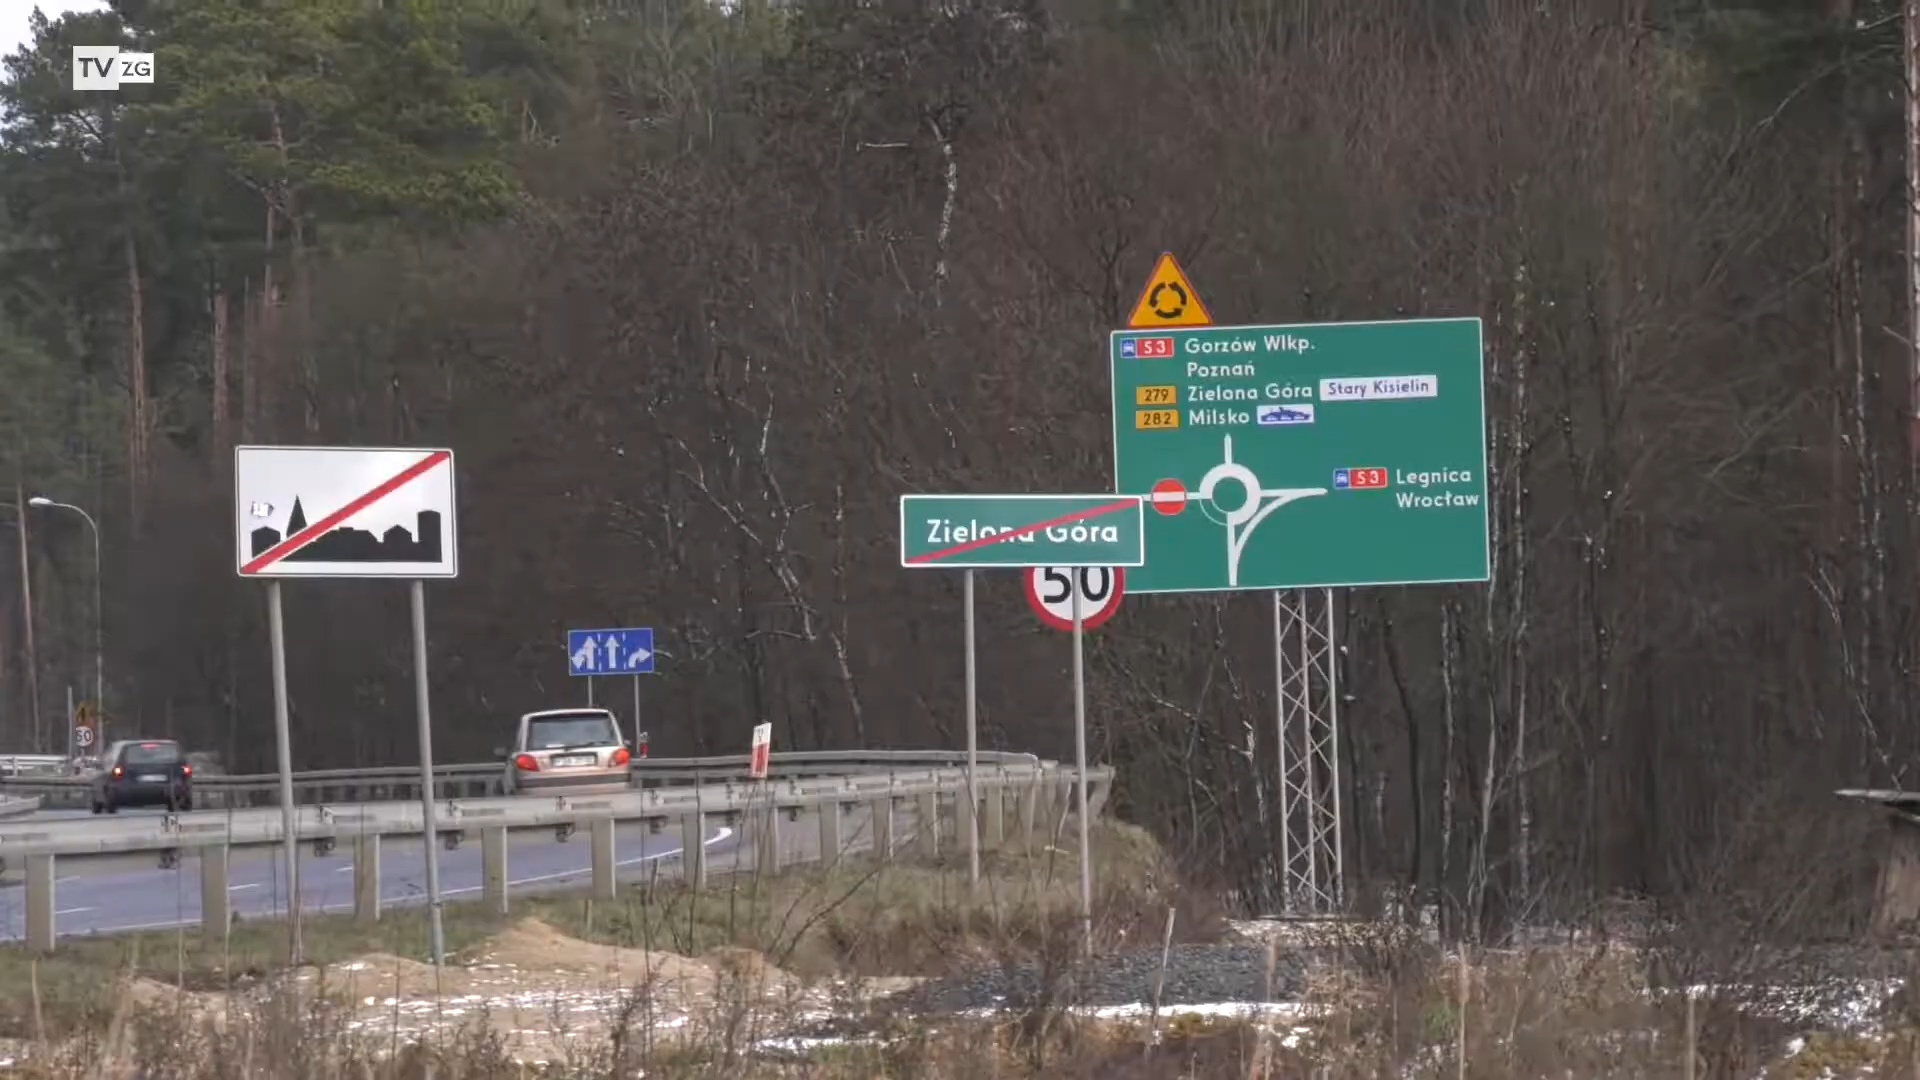 TV ZG
S3 Gorzów Wlkp.
Poznań
279 Zielona Góra Stary Kisielin
282 Milsko
S3 Legnica
Wrocław
Zielona Góra
50
60